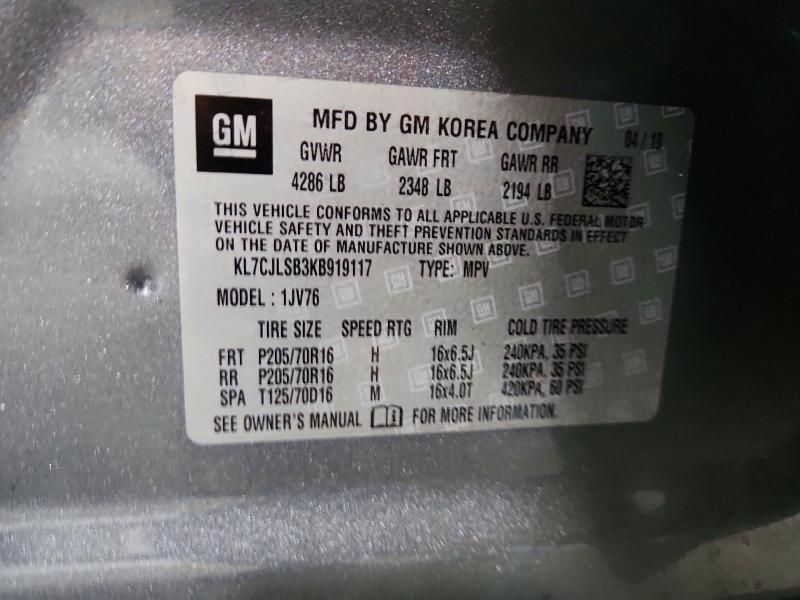 GM
MFD BY GM KOREA COMPANY 04 / 19
GVWR GAWR FRT GAWR RR
4286 LB 2348 LB 2194 LB
THIS VEHICLE CONFORMS TO ALL APPLICABLE U.S. FEDERAL MOTOR
VEHICLE SAFETY AND THEFT PREVENTION STANDARDS IN EFFECT
ON THE DATE OF MANUFACTURE SHOWN ABOVE.
KL7CJLSB3KB919117 TYPE: MPV
MODEL : 1JV76
TIRE SIZE SPEED RTG RIM COLD TIRE PRESSURE
FRT P205/70R16 H 16x6.5J 240KPA, 35 PSI
RR P205/70R16 H 16x6.5J 240KPA, 35 PSI
SPA T125/70D16 M 16x4.0T 420KPA, 60 PSI
SEE OWNER'S MANUAL FOR MORE INFORMATION.